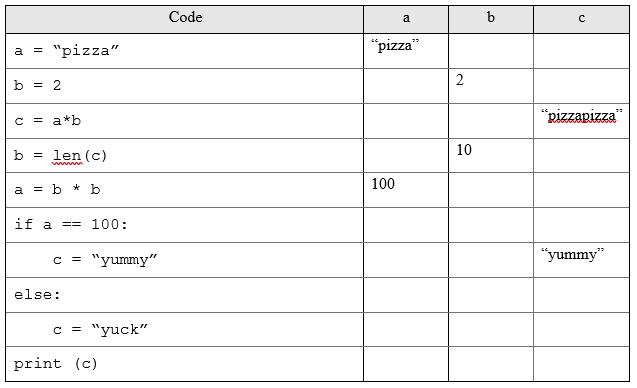 Code a b c
a = “pizza” “pizza”
b = 2 2
c = a*b “pizzapizza”
b = len(c) 10
a = b * b 100
if a == 100:
c = “yummy” “yummy”
else:
c = “yuck”
print (c)